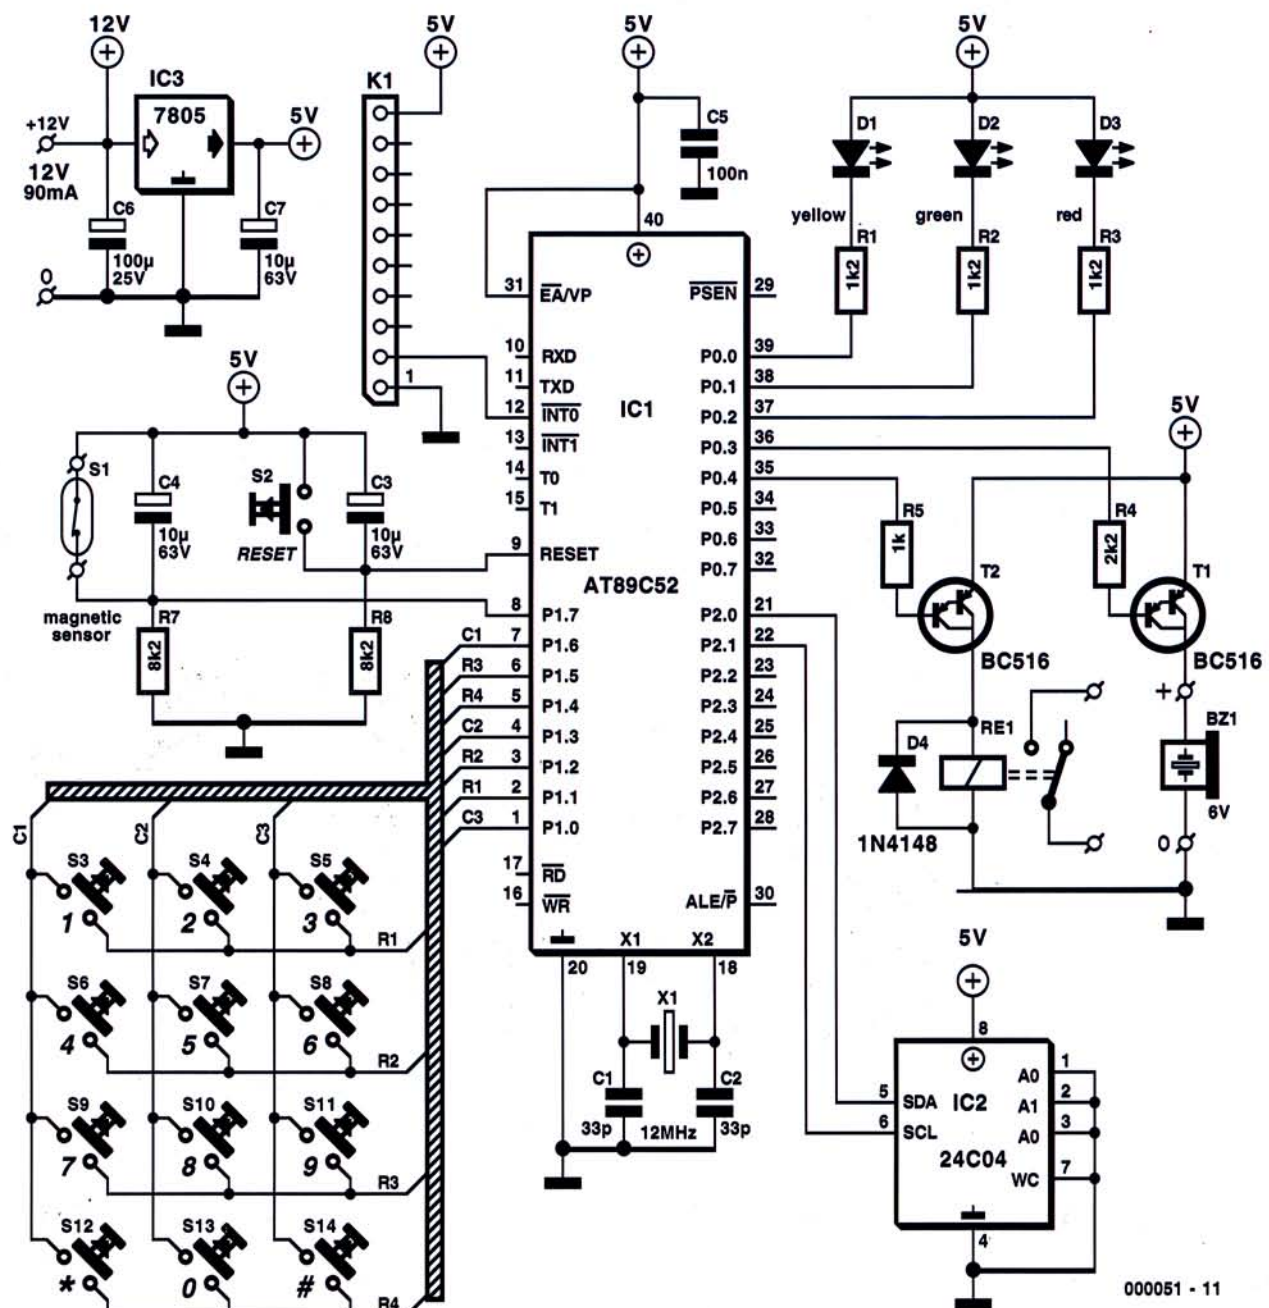 12V
IC3
7805
+12V
12V
90mA
5V
C6
100µ
25V
C7
10µ
63V
0
K1
5V
1
5V
C5
100n
5V
D1
D2
D3
yellow
green
red
R1
1k2
R2
1k2
R3
1k2
40
31
EA/VP
PSEN
29
10
RXD
P0.0
39
11
TXD
P0.1
38
12
INT0
IC1
P0.2
37
13
INT1
P0.3
36
14
T0
P0.4
35
15
T1
P0.5
34
P0.6
33
P0.7
32
9
RESET
AT89C52
8
P1.7
P2.0
21
C1
7
P1.6
P2.1
22
R3
6
P1.5
P2.2
23
R4
5
P1.4
P2.3
24
C2
4
P1.3
P2.4
25
R2
3
P1.2
P2.5
26
R1
2
P1.1
P2.6
27
C3
1
P1.0
P2.7
28
17
RD
16
WR
ALE/P
30
X1
X2
20
19
18
5V
S1
C4
10µ
63V
S2
RESET
C3
10µ
63V
magnetic
sensor
R7
8k2
R8
8k2
5V
R5
1k
R4
2k2
T2
T1
BC516
BC516
D4
RE1
1N4148
+
BZ1
6V
0
C1
C2
C3
S3
S4
S5
1
2
3
R1
S6
S7
S8
4
5
6
R2
S9
S10
S11
7
8
9
R3
S12
S13
S14
*
0
#
R4
X1
C1
C2
33p
12MHz
33p
5V
8
5
SDA
IC2
A0
1
A1
2
6
SCL
A0
3
24C04
WC
7
4
000051 - 11